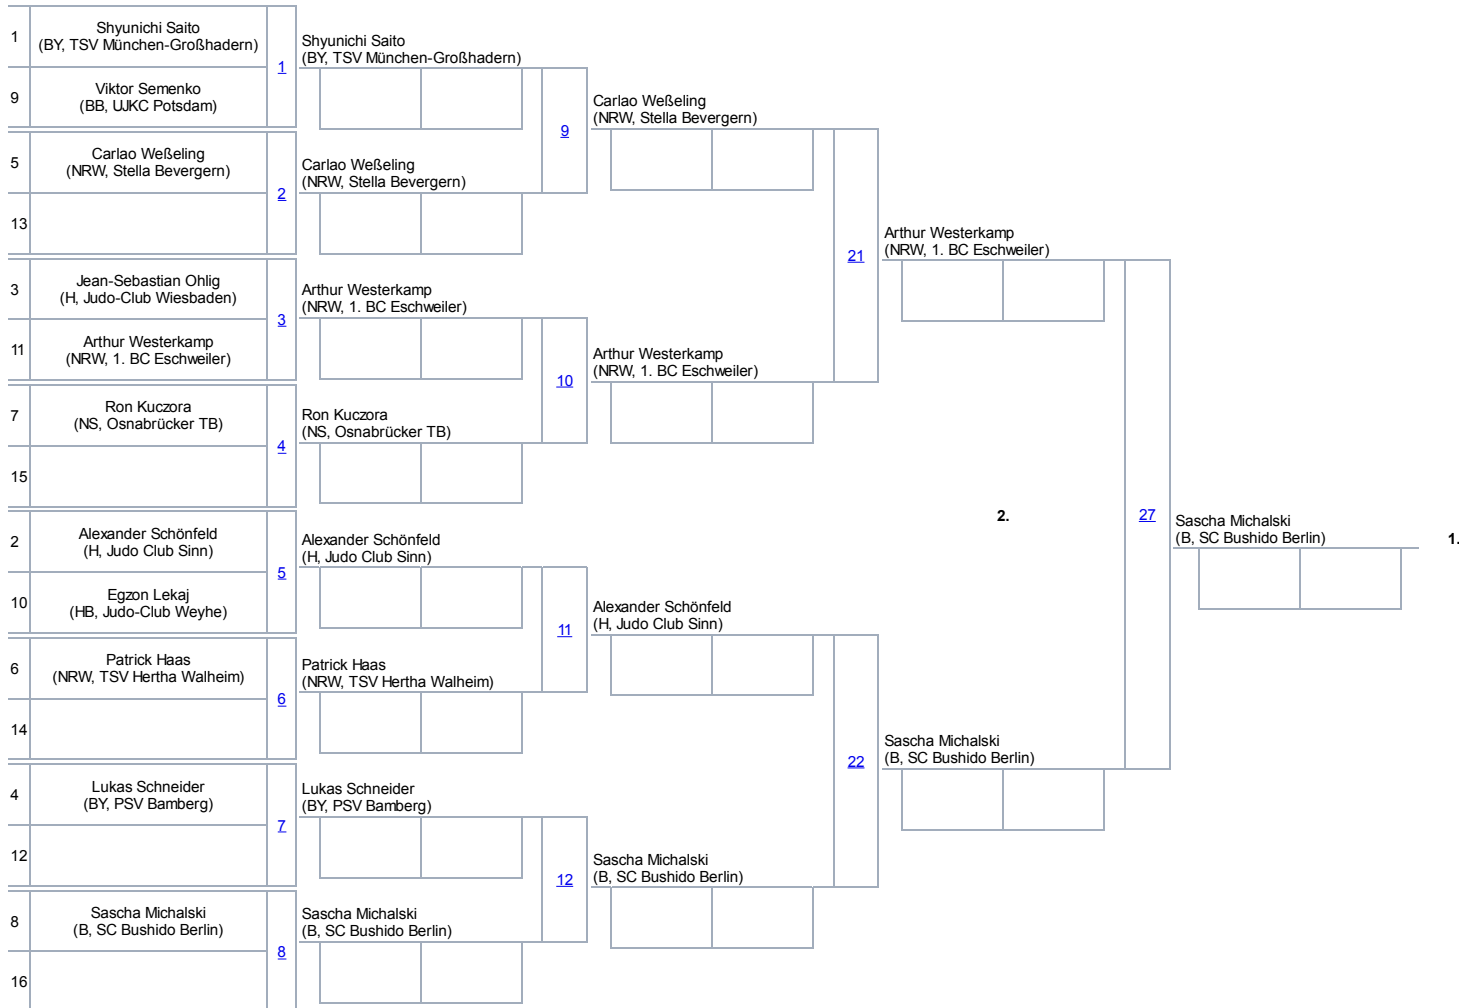 1
Shyunichi Saito
(BY, TSV München-Großhadern)
9
Viktor Semenko
(BB, UJKC Potsdam)
1
5
Carlao Weßeling
(NRW, Stella Bevergern)
13
2
3
Jean-Sebastian Ohlig
(H, Judo-Club Wiesbaden)
11
Arthur Westerkamp
(NRW, 1. BC Eschweiler)
3
7
Ron Kuczora
(NS, Osnabrücker TB)
15
4
2
Alexander Schönfeld
(H, Judo Club Sinn)
10
Egzon Lekaj
(HB, Judo-Club Weyhe)
5
6
Patrick Haas
(NRW, TSV Hertha Walheim)
14
6
4
Lukas Schneider
(BY, PSV Bamberg)
12
7
8
Sascha Michalski
(B, SC Bushido Berlin)
16
8
Shyunichi Saito
(BY, TSV München-Großhadern)
Carlao Weßeling
(NRW, Stella Bevergern)
9
Arthur Westerkamp
(NRW, 1. BC Eschweiler)
Ron Kuczora
(NS, Osnabrücker TB)
10
Alexander Schönfeld
(H, Judo Club Sinn)
Patrick Haas
(NRW, TSV Hertha Walheim)
11
Lukas Schneider
(BY, PSV Bamberg)
Sascha Michalski
(B, SC Bushido Berlin)
12
Carlao Weßeling
(NRW, Stella Bevergern)
Arthur Westerkamp
(NRW, 1. BC Eschweiler)
21
Alexander Schönfeld
(H, Judo Club Sinn)
Sascha Michalski
(B, SC Bushido Berlin)
22
Arthur Westerkamp
(NRW, 1. BC Eschweiler)
2.
Sascha Michalski
(B, SC Bushido Berlin)
27
Sascha Michalski
(B, SC Bushido Berlin)
1.